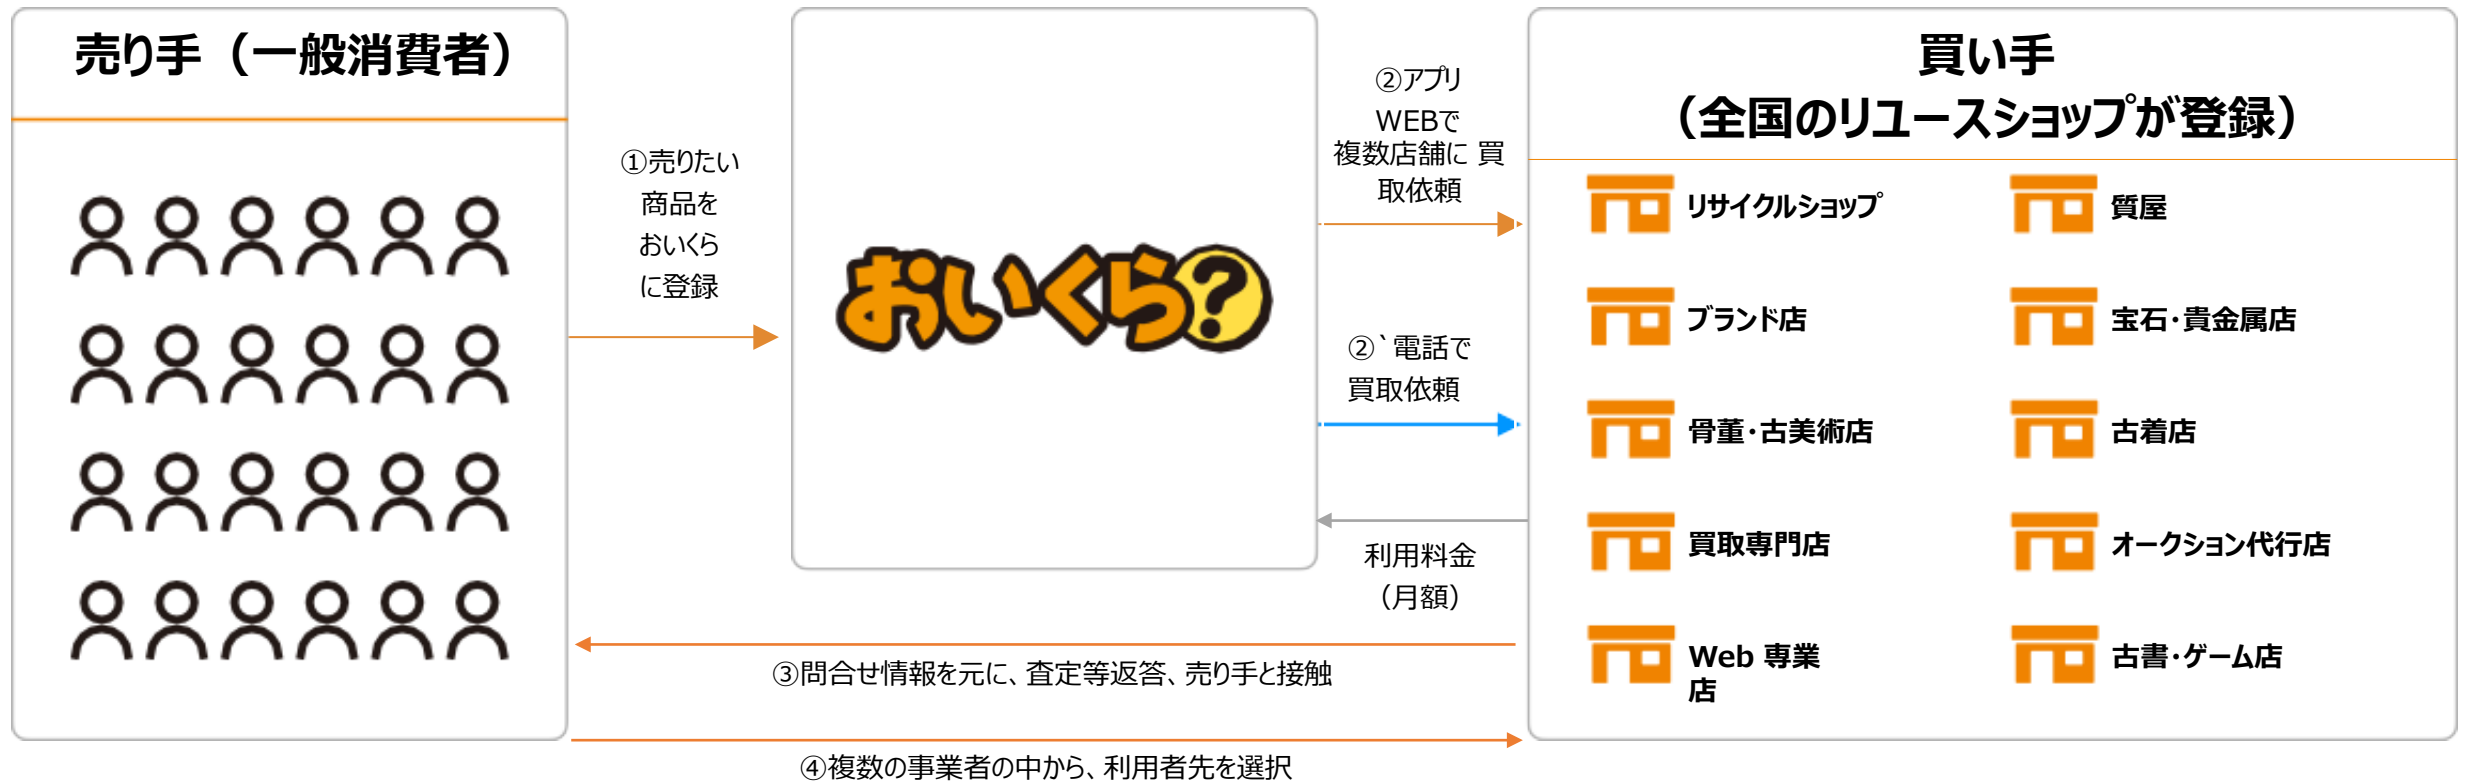 売り手（一般消費者）
①売りたい
商品を
おいくら
に登録
おいくら?
②アプリ
WEBで
複数店舗に 買
取依頼
②`電話で
買取依頼
利用料金
（月額）
買い手
（全国のリユースショップが登録）
リサイクルショップ
質屋
ブランド店
宝石・貴金属店
骨董・古美術店
古着店
買取専門店
オークション代行店
Web 専業
店
古書・ゲーム店
③問合せ情報を元に、査定等返答、売り手と接触
④複数の事業者の中から、利用者先を選択